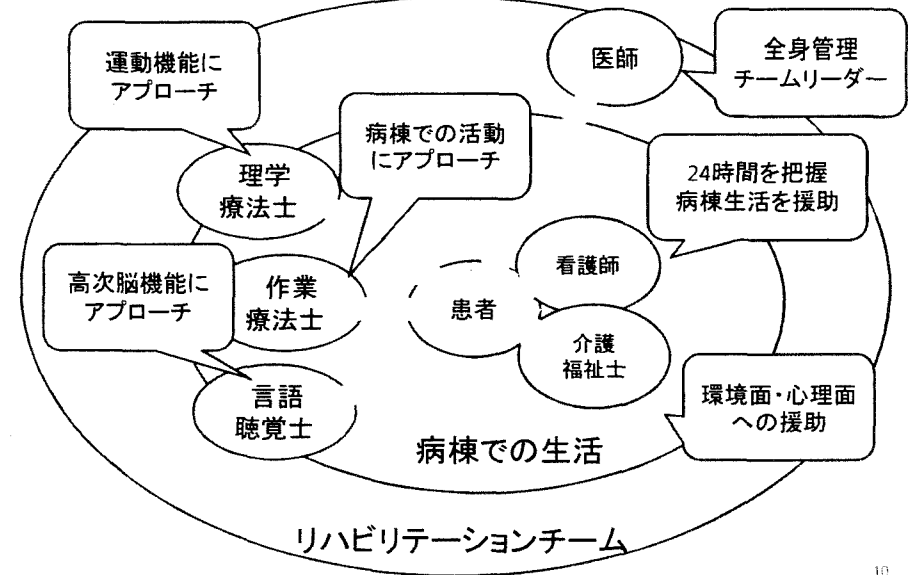 運動機能に
アプローチ
医師
全身管理
チームリーダー
病棟での活動
にアプローチ
理学
療法士
24時間を把握
病棟生活を援助
高次脳機能に
アプローチ
作業
療法士
患者
看護師
介護
福祉士
言語
聴覚士
環境面・心理面
への援助
病棟での生活
リハビリテーションチーム
10